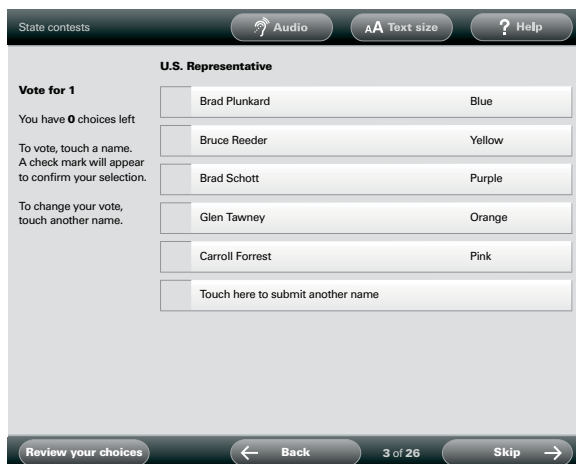 State contests
Audio
AA Text size
? Help
U.S. Representative
Vote for 1
You have 0 choices left
To vote, touch a name.
A check mark will appear
to confirm your selection.
To change your vote,
touch another name.
Brad Plunkard Blue
Bruce Reeder Yellow
Brad Schott Purple
Glen Tawney Orange
Carroll Forrest Pink
Touch here to submit another name
Review your choices
← Back
3 of 26
Skip →